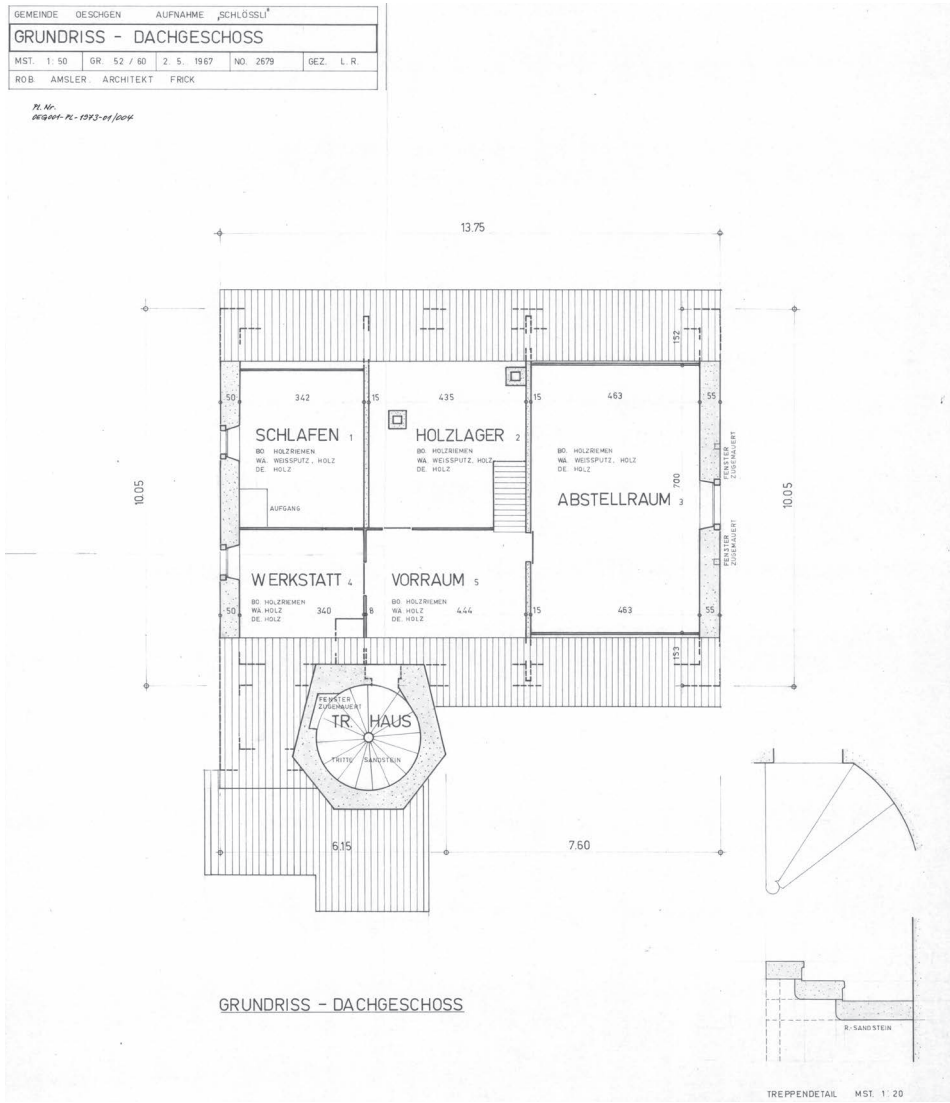 GEMEINDE OESCHGEN AUFNAHME „SCHLÖSSLI"
GRUNDRISS - DACHGESCHOSS
MST. 1:50 GR. 52 / 60 2. 5. 1967 NO. 2679 GEZ. L. R.
ROB. AMSLER. ARCHITEKT FRICK
Pl. Nr.
OEG001-PL-1973-01/004
13.75
152
50 342 15 435 15 463 55
SCHLAFEN 1
BO. HOLZRIEMEN
WA. WEISSPUTZ, HOLZ
DE. HOLZ
AUFGANG
HOLZLAGER 2
BO. HOLZRIEMEN
WA. WEISSPUTZ, HOLZ
DE. HOLZ
BO. HOLZRIEMEN
WA. WEISSPUTZ, HOLZ
DE. HOLZ
700
ABSTELLRAUM 3
FENSTER
ZUGEMAUERT
FENSTER
ZUGEMAUERT
10.05
10.05
WERKSTATT 4
BO. HOLZRIEMEN
WA. HOLZ
DE. HOLZ
VORRAUM 5
BO. HOLZRIEMEN
WA. HOLZ
DE. HOLZ
50 340 8 444 15 463 55
153
FENSTER
ZUGEMAUERT
TR. HAUS
TRITTE SANDSTEIN
6.15 7.60
GRUNDRISS - DACHGESCHOSS
R.-SANDSTEIN
TREPPENDETAIL MST. 1:20